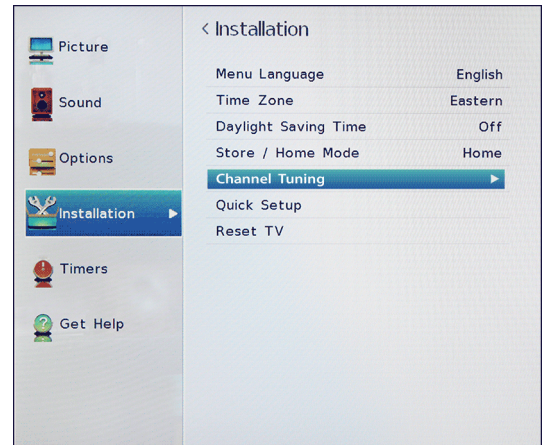 Picture
Sound
Options
Installation
Timers
Get Help
< Installation
Menu Language English
Time Zone Eastern
Daylight Saving Time Off
Store / Home Mode Home
Channel Tuning
Quick Setup
Reset TV